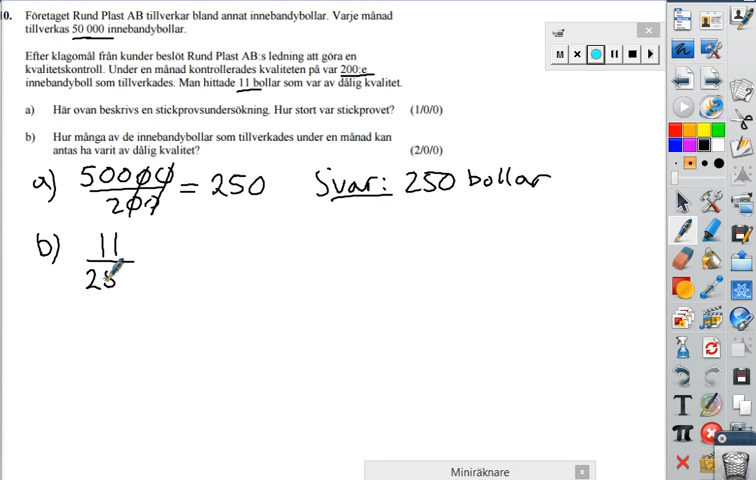 10. Företaget Rund Plast AB tillverkar bland annat innebandybollar. Varje månad
tillverkas 50 000 innebandybollar.
Efter klagomål från kunder beslöt Rund Plast AB:s ledning att göra en
kvalitetskontroll. Under en månad kontrollerades kvaliteten på var 200:e
innebandyboll som tillverkades. Man hittade 11 bollar som var av dålig kvalitet.
a) Här ovan beskrivs en stickprovsundersökning. Hur stort var stickprovet? (1/0/0)
b) Hur många av de innebandybollar som tillverkades under en månad kan
antas ha varit av dålig kvalitet? (2/0/0)
a) 50000/200 = 250 Svar: 250 bollar
b) 11/25
M
Miniräknare
T
π